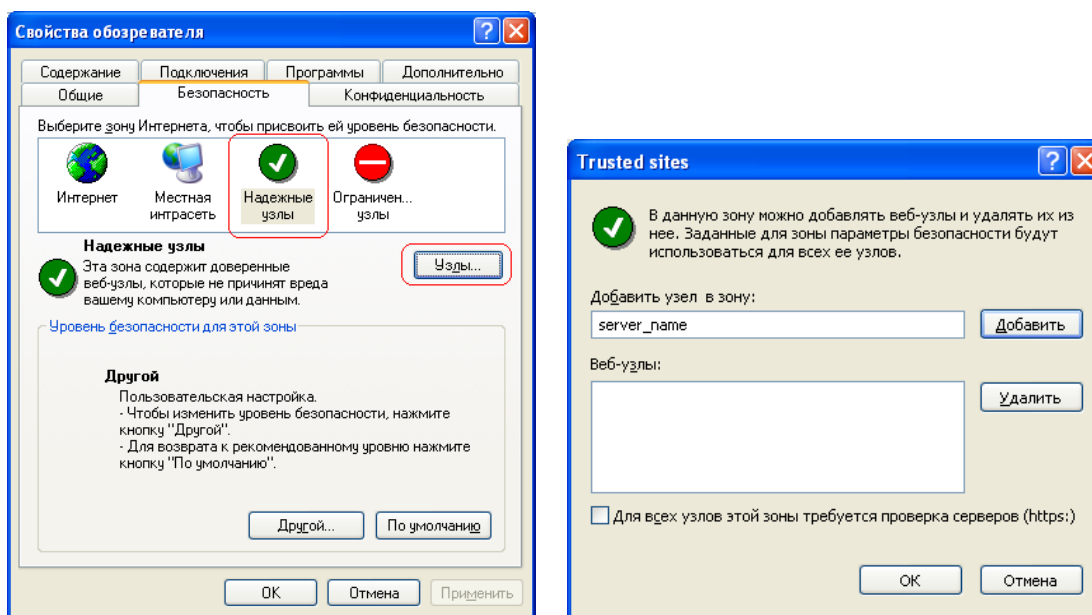 Свойства обозревателя
Содержание Подключения Программы Дополнительно
Общие Безопасность Конфиденциальность
Выберите зону Интернета, чтобы присвоить ей уровень безопасности.
Интернет Местная интрасеть Надежные узлы Ограничен... узлы
Надежные узлы
Эта зона содержит доверенные
веб-узлы, которые не причинят вреда
вашему компьютеру или данным.
Узлы...
Уровень безопасности для этой зоны
Другой
Пользовательская настройка.
- Чтобы изменить уровень безопасности, нажмите
кнопку "Другой".
- Для возврата к рекомендованному уровню нажмите
кнопку "По умолчанию".
Другой... По умолчанию
OK Отмена Применить
Trusted sites
В данную зону можно добавлять веб-узлы и удалять их из
нее. Заданные для зоны параметры безопасности будут
использоваться для всех ее узлов.
Добавить узел в зону:
server_name Добавить
Веб-узлы:
Удалить
Для всех узлов этой зоны требуется проверка серверов (https:)
OK Отмена